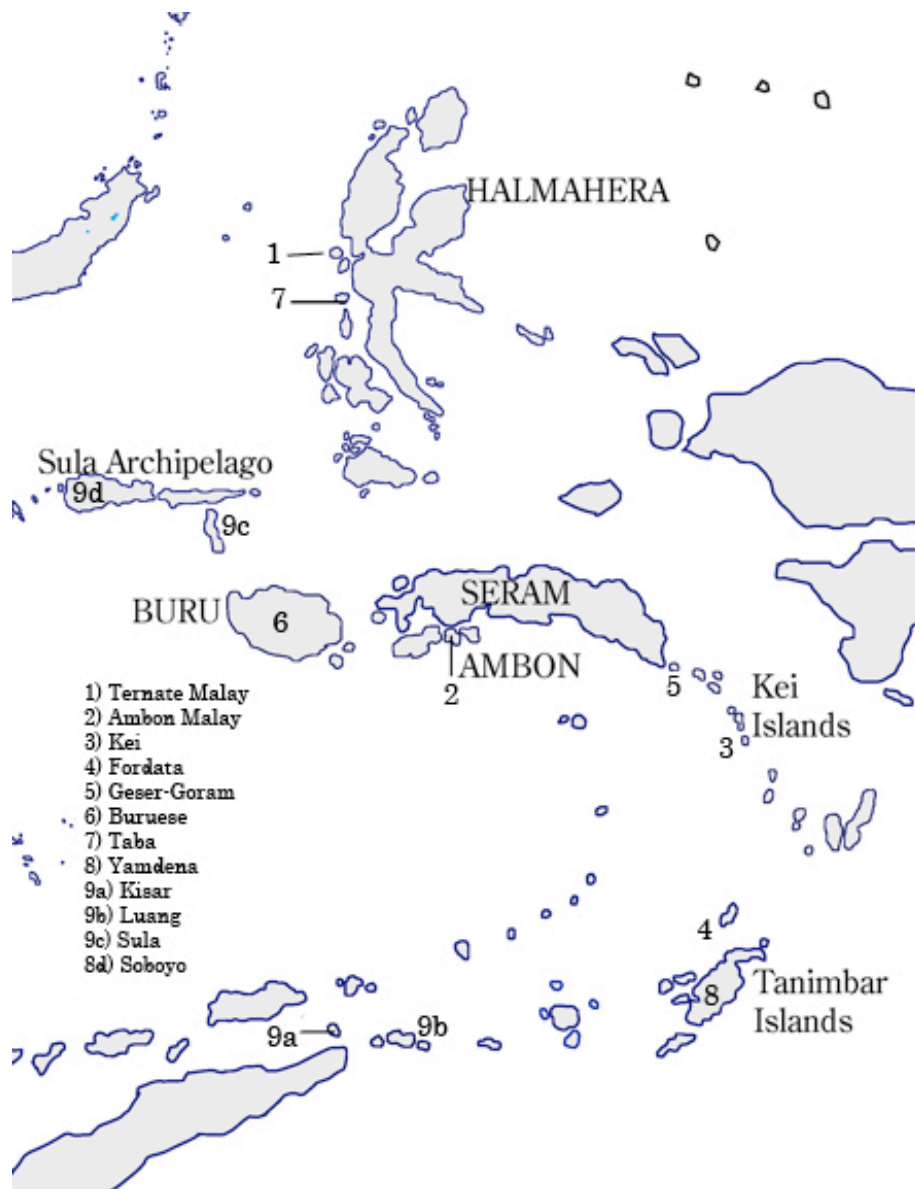 HALMAHERA
1
7
Sula Archipelago
9d
9c
SERAM
BURU
6
AMBON
2
5
Kei
Islands
3
1) Ternate Malay
2) Ambon Malay
3) Kei
4) Fordata
5) Geser-Goram
6) Buruese
7) Taba
8) Yamdena
9a) Kisar
9b) Luang
9c) Sula
8d) Soboyo
4
8
Tanimbar
Islands
9a
9b